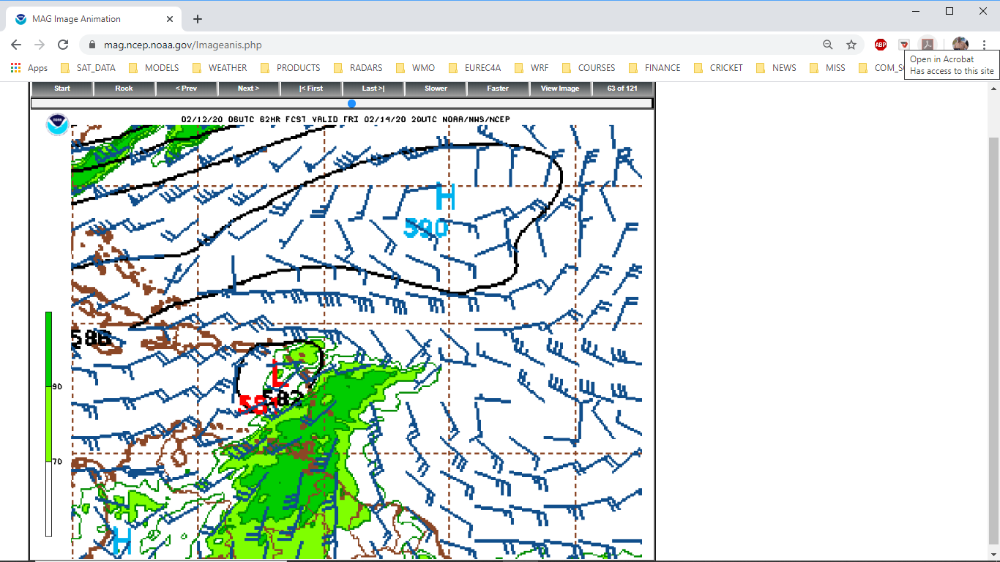 MAG Image Animation
mag.ncep.noaa.gov/Imageanis.php
ABP
Open in Acrobat
Has access to this site
Apps SAT_DATA MODELS WEATHER PRODUCTS RADARS WMO EUREC4A WRF COURSES FINANCE CRICKET NEWS MISS
Start Rock < Prev Next > |< First Last >| Slower Faster View Image 63 of 121
NOAA
02/12/20 06UTC 82HR FCST VALID FRI 02/14/20 20UTC NOAA/NWS/NCEP
H
590
586
L
582
90
70
H